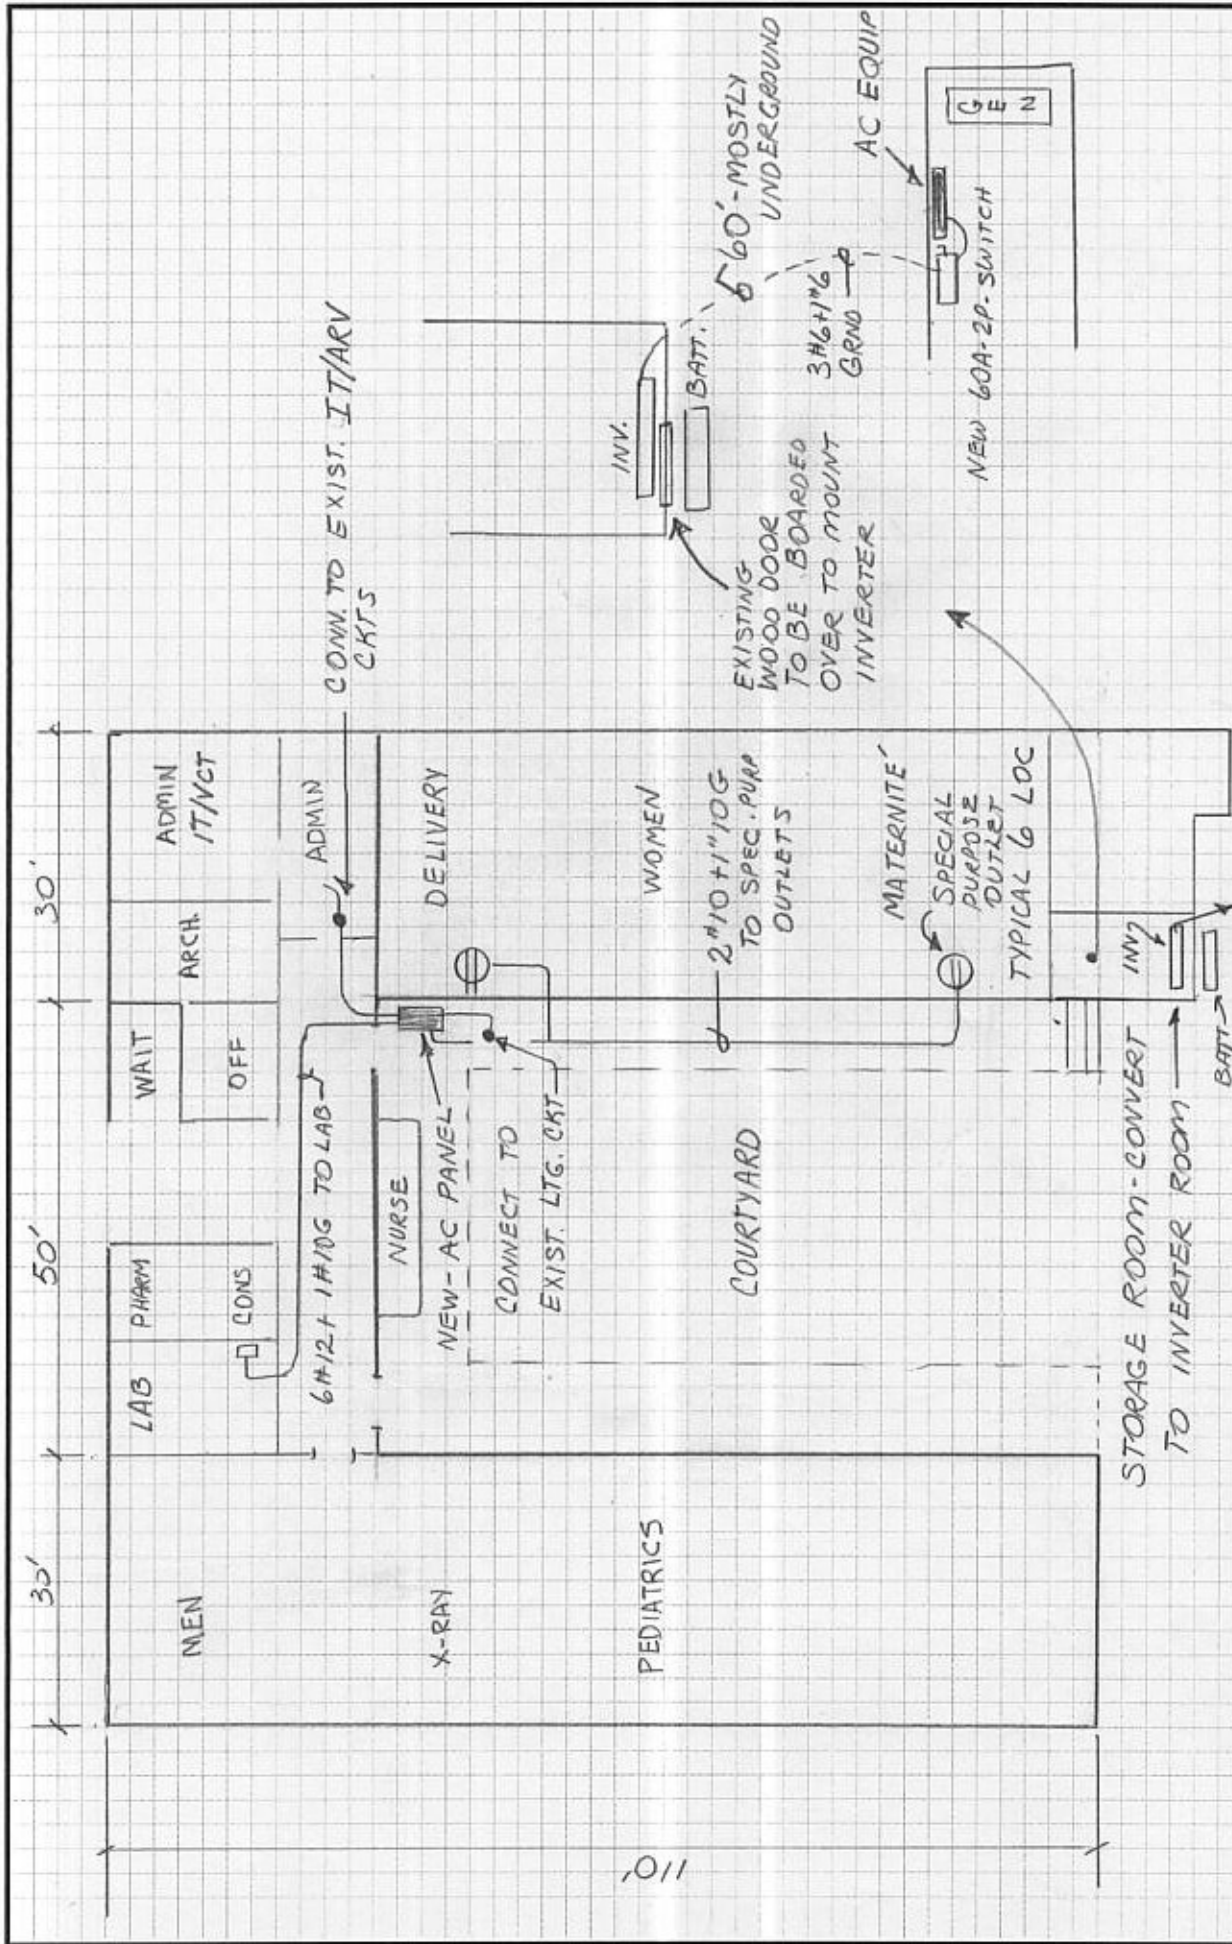 30'
50'
30'
110'
MEN
X-RAY
PEDIATRICS
LAB
PHARM
CONS
WAIT
OFF
ARCH.
ADMIN
IT/VCT
ADMIN
CONN. TO EXIST. IT/ARV
CKTS
6#12+1#10G TO LAB
NURSE
NEW-AC PANEL
CONNECT TO
EXIST. LTG. CKT
COURTYARD
DELIVERY
WOMEN
2#10+1#10G
TO SPEC. PURP
OUTLETS
MATERNITÉ
SPECIAL
PURPOSE
OUTLET
TYPICAL 6 LOC
STORAGE ROOM-CONVERT
TO INVERTER ROOM
INV
BATT
INV.
BATT.
EXISTING
WOOD DOOR
TO BE BOARDED
OVER TO MOUNT
INVERTER
560'-MOSTLY
UNDERGROUND
3#6+1#6
GRND
AC EQUIP
GEN
NEW 60A-2P-SWITCH